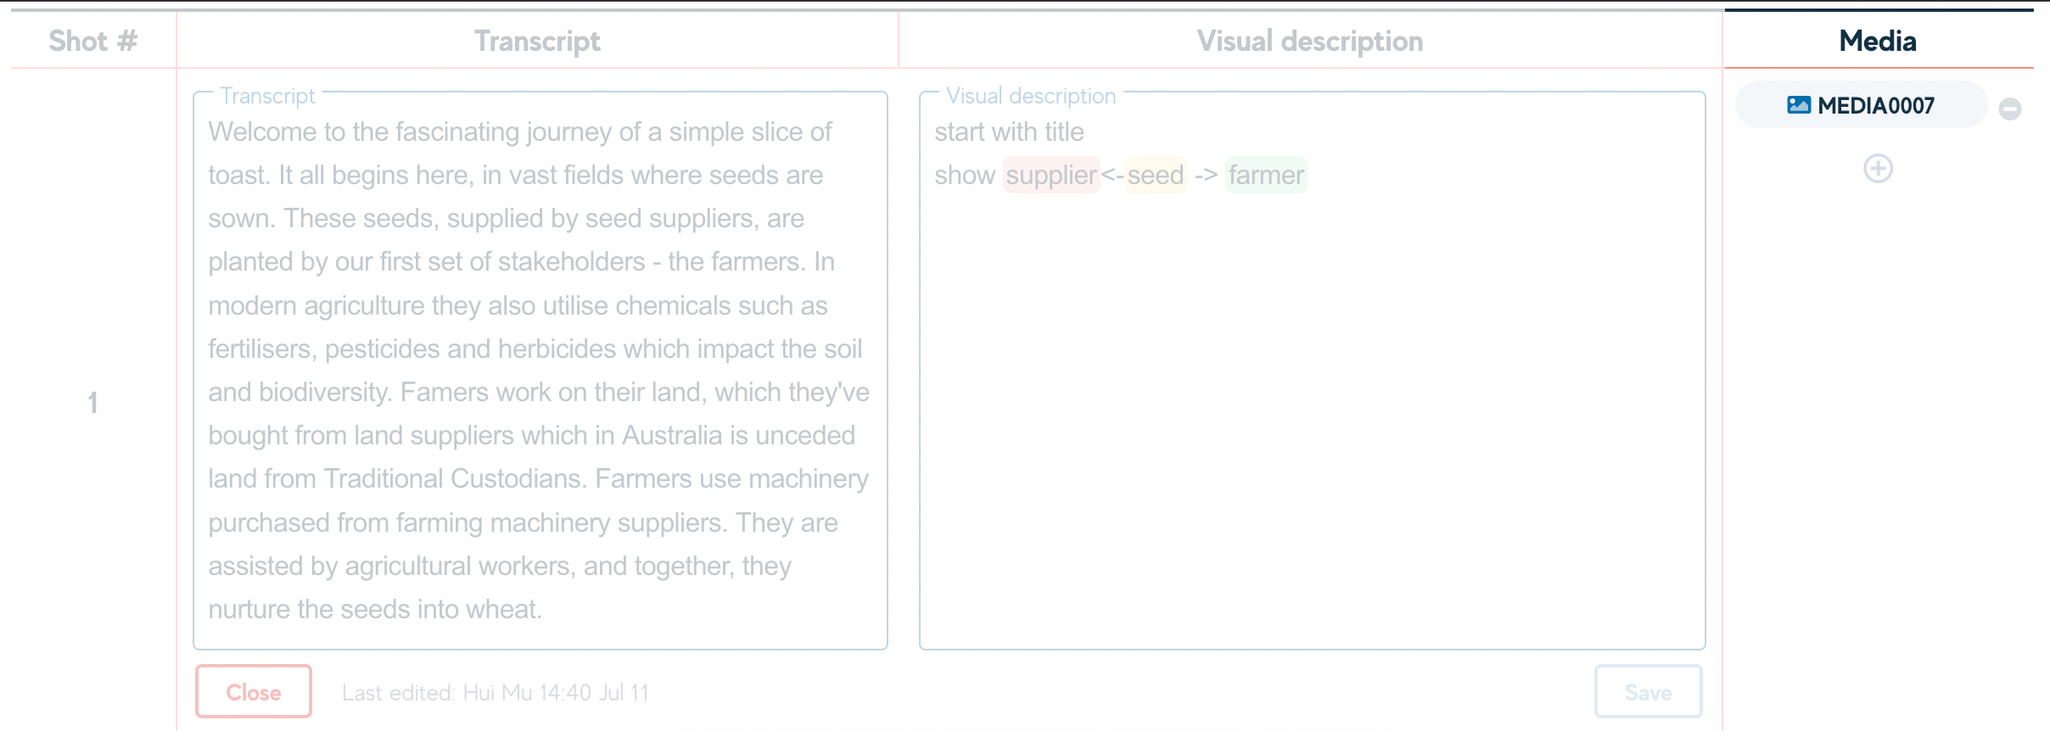 Shot #
Transcript
Visual description
Media
1
Transcript
Welcome to the fascinating journey of a simple slice of
toast. It all begins here, in vast fields where seeds are
sown. These seeds, supplied by seed suppliers, are
planted by our first set of stakeholders - the farmers. In
modern agriculture they also utilise chemicals such as
fertilisers, pesticides and herbicides which impact the soil
and biodiversity. Famers work on their land, which they've
bought from land suppliers which in Australia is unceded
land from Traditional Custodians. Farmers use machinery
purchased from farming machinery suppliers. They are
assisted by agricultural workers, and together, they
nurture the seeds into wheat.
Visual description
start with title
show supplier<-seed -> farmer
MEDIA0007
Close
Last edited: Hui Mu 14:40 Jul 11
Save